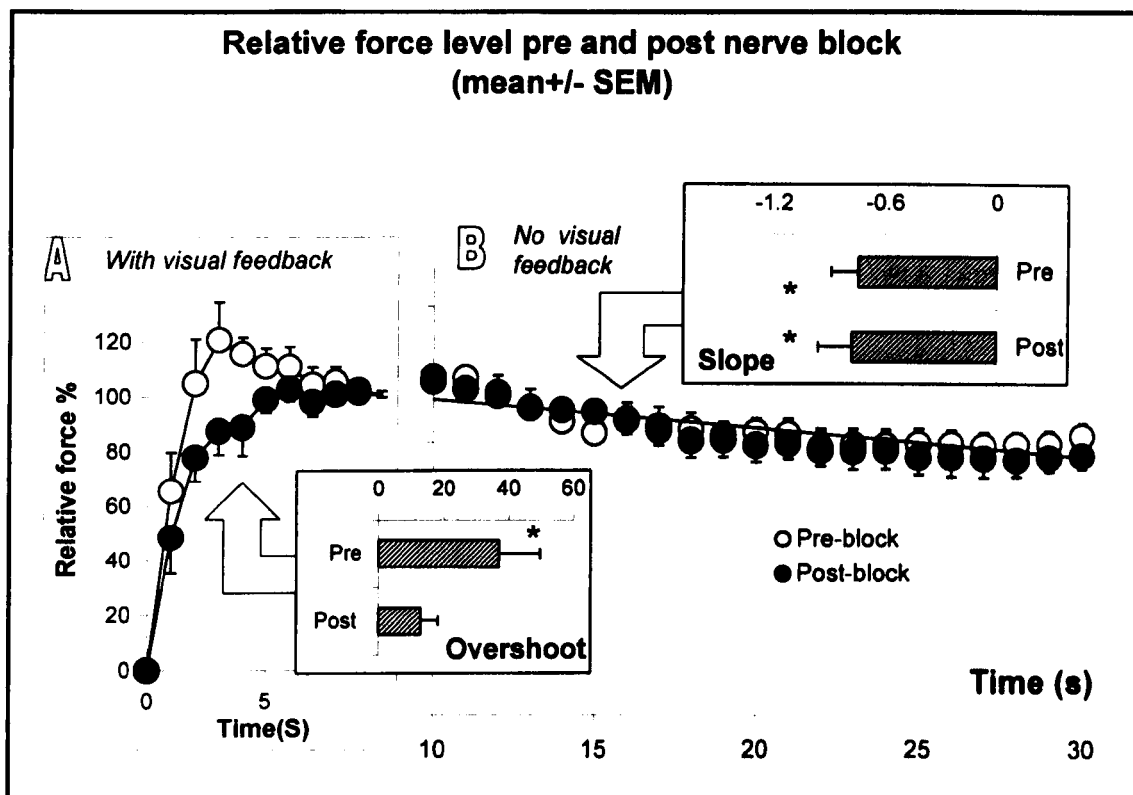 Relative force level pre and post nerve block
(mean+/- SEM)
A With visual feedback
B No visual
feedback
-1.2 -0.6 0
* Pre
* Post
Slope
Relative force %
120
100
80
60
40
20
0
0 5
Time(S)
0 20 40 60
Pre *
Post
Overshoot
Pre-block
Post-block
Time (s)
10 15 20 25 30